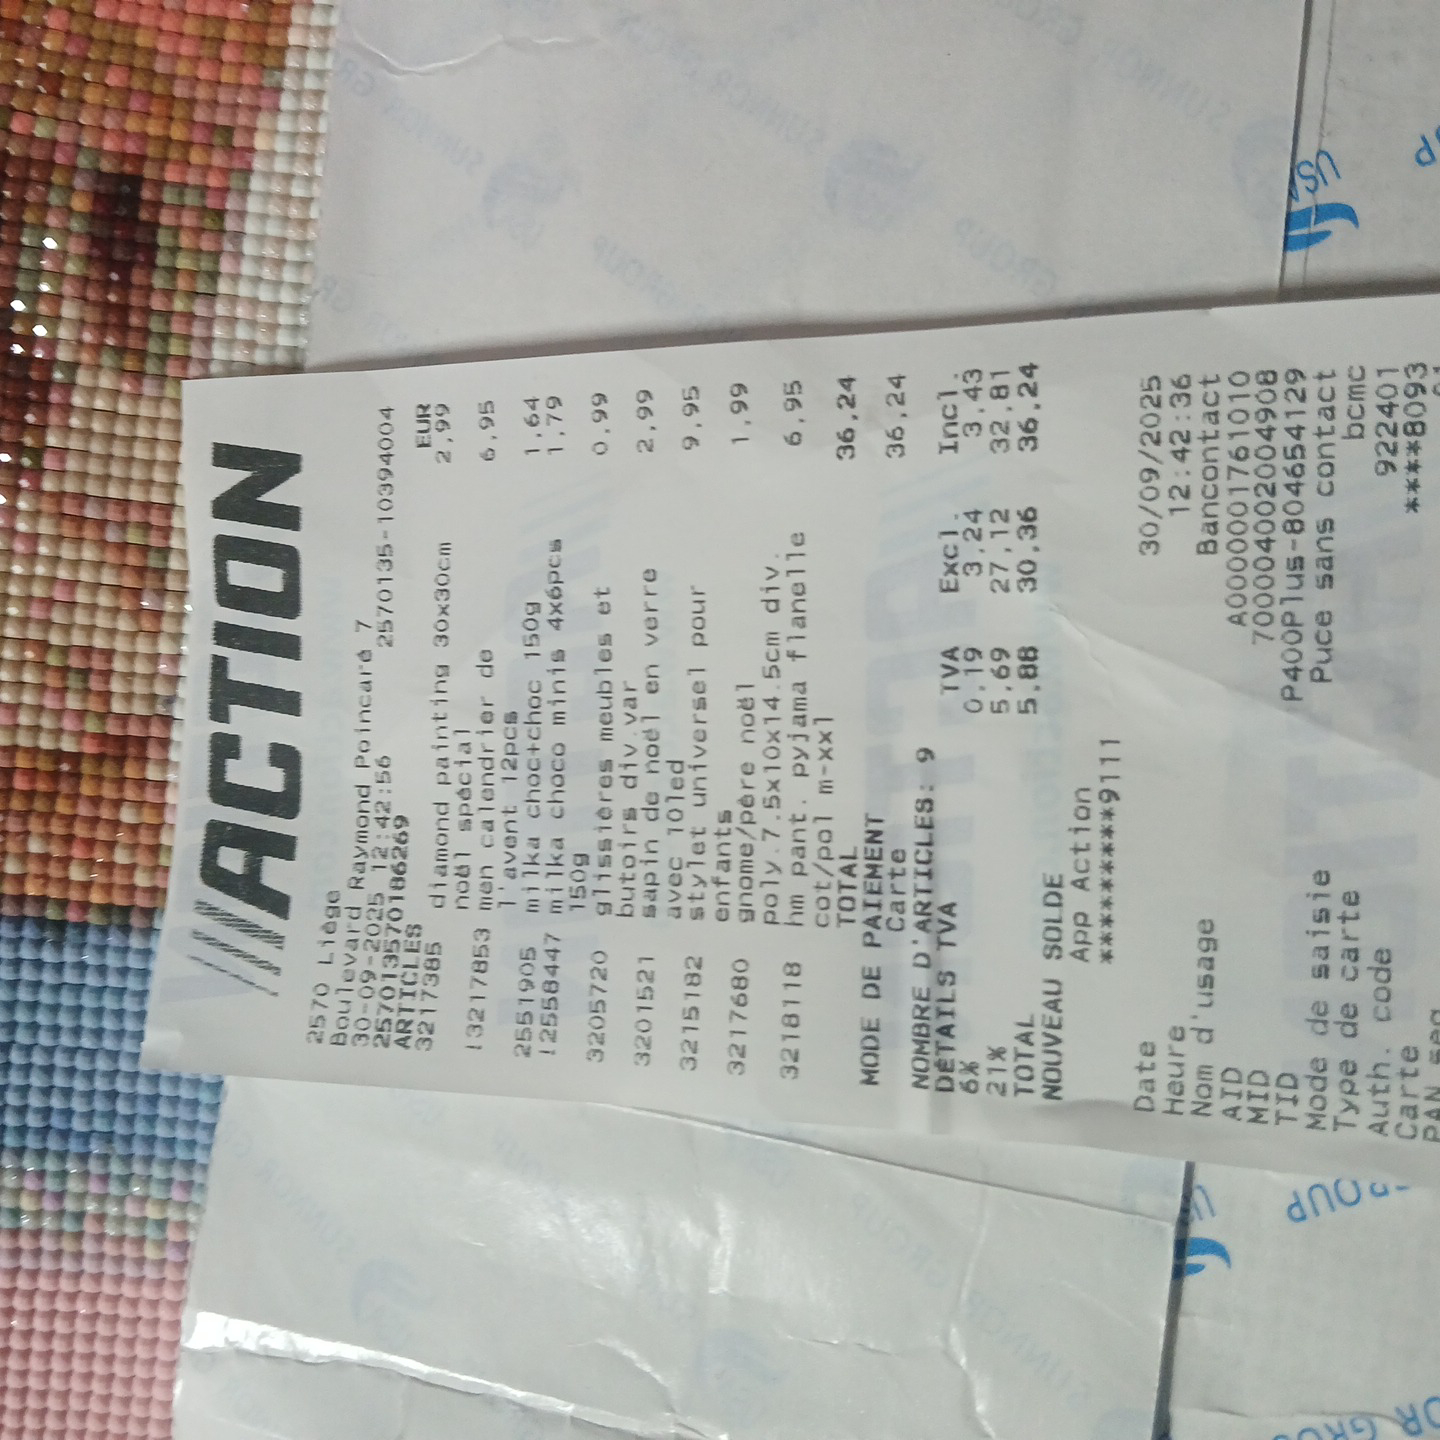 ///ACTION
2570 Liège
Boulevard Raymond Poincaré 7
30-09-2025 12:42:56 2570135-10394004
257013570186269
ARTICLES EUR
3217385 diamond painting 30x30cm 2,99
noël spécial
!3217853 men calendrier de 6,95
l'avent 12pcs
2551905 milka choc+choc 150g 1,64
!2558447 milka choco minis 4x6pcs 1,79
150g
3205720 glissières meubles et 0,99
butoirs div.var
3201521 sapin de noël en verre 2,99
avec 10led
3215182 stylet universel pour 9,95
enfants
3217680 gnome/père noël 1,99
poly.7.5x10x14.5cm div.
3218118 hm pant. pyjama flanelle 6,95
cot/pol m-xxl
TOTAL 36,24
MODE DE PAIEMENT
Carte 36,24
NOMBRE D'ARTICLES: 9
DÉTAILS TVA TVA Excl. Incl.
6% 0,19 3,24 3,43
21% 5,69 27,12 32,81
TOTAL 5,88 30,36 36,24
NOUVEAU SOLDE
App Action
*********9111
Date 30/09/2025
Heure 12:42:36
Nom d'usage Bancontact
AID A0000001761010
MID 700004002004908
TID P400Plus-804654129
Mode de saisie Puce sans contact
Type de carte bcmc
Auth. code 922401
Carte ****8093
PAN seq
SUNNOR GROUP
GROUP
OR GROU